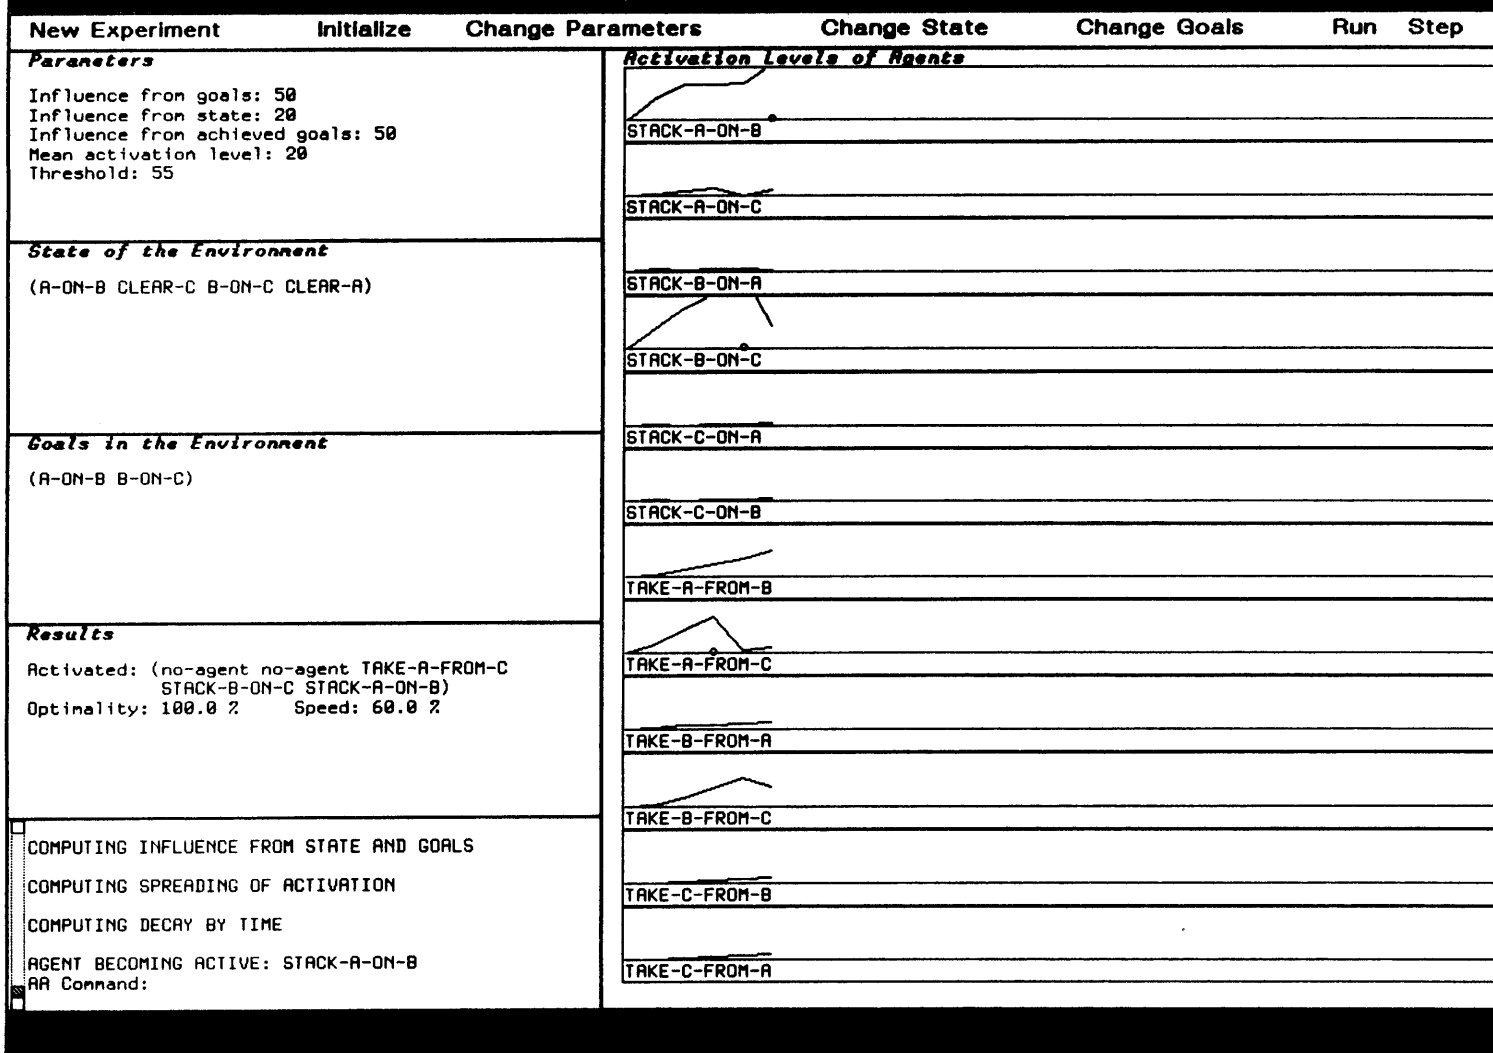 New Experiment Initialize Change Parameters Change State Change Goals Run Step
Parameters
Influence from goals: 50
Influence from state: 20
Influence from achieved goals: 50
Mean activation level: 20
Threshold: 55
State of the Environment
(A-ON-B CLEAR-C B-ON-C CLEAR-A)
Goals in the Environment
(A-ON-B B-ON-C)
Results
Activated: (no-agent no-agent TAKE-A-FROM-C
STACK-B-ON-C STACK-A-ON-B)
Optimality: 100.0 % Speed: 60.0 %
COMPUTING INFLUENCE FROM STATE AND GOALS
COMPUTING SPREADING OF ACTIVATION
COMPUTING DECAY BY TIME
AGENT BECOMING ACTIVE: STACK-A-ON-B
AA Command:
Activation Levels of Agents
STACK-A-ON-B
STACK-A-ON-C
STACK-B-ON-A
STACK-B-ON-C
STACK-C-ON-A
STACK-C-ON-B
TAKE-A-FROM-B
TAKE-A-FROM-C
TAKE-B-FROM-A
TAKE-B-FROM-C
TAKE-C-FROM-B
TAKE-C-FROM-A